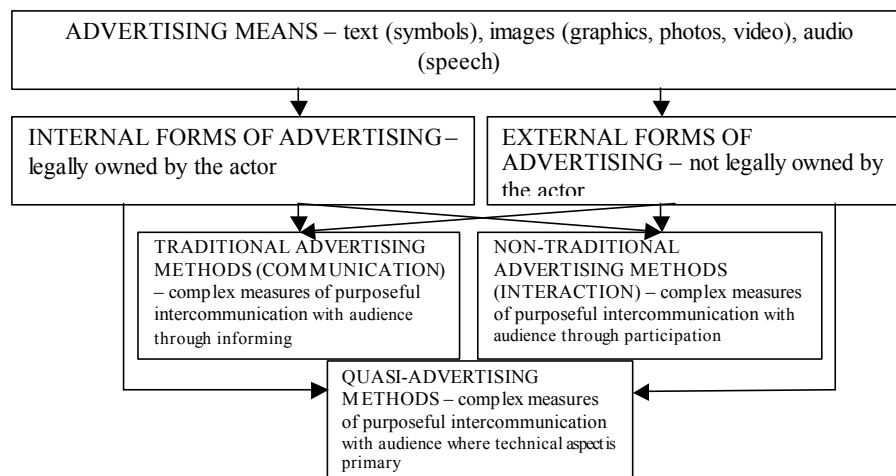 ADVERTISING MEANS – text (symbols), images (graphics, photos, video), audio
(speech)
INTERNAL FORMS OF ADVERTISING –
legally owned by the actor
EXTERNAL FORMS OF
ADVERTISING – not legally owned by
the actor
TRADITIONAL ADVERTISING
METHODS (COMMUNICATION)
– complex measures of purposeful
intercommunication with audience
through informing
NON-TRADITIONAL
ADVERTISING METHODS
(INTERACTION) – complex measures
of purposeful intercommunication with
audience through participation
QUASI-ADVERTISING
METHODS – complex measures
of purposeful intercommunication
with audience where technical aspect is
primary